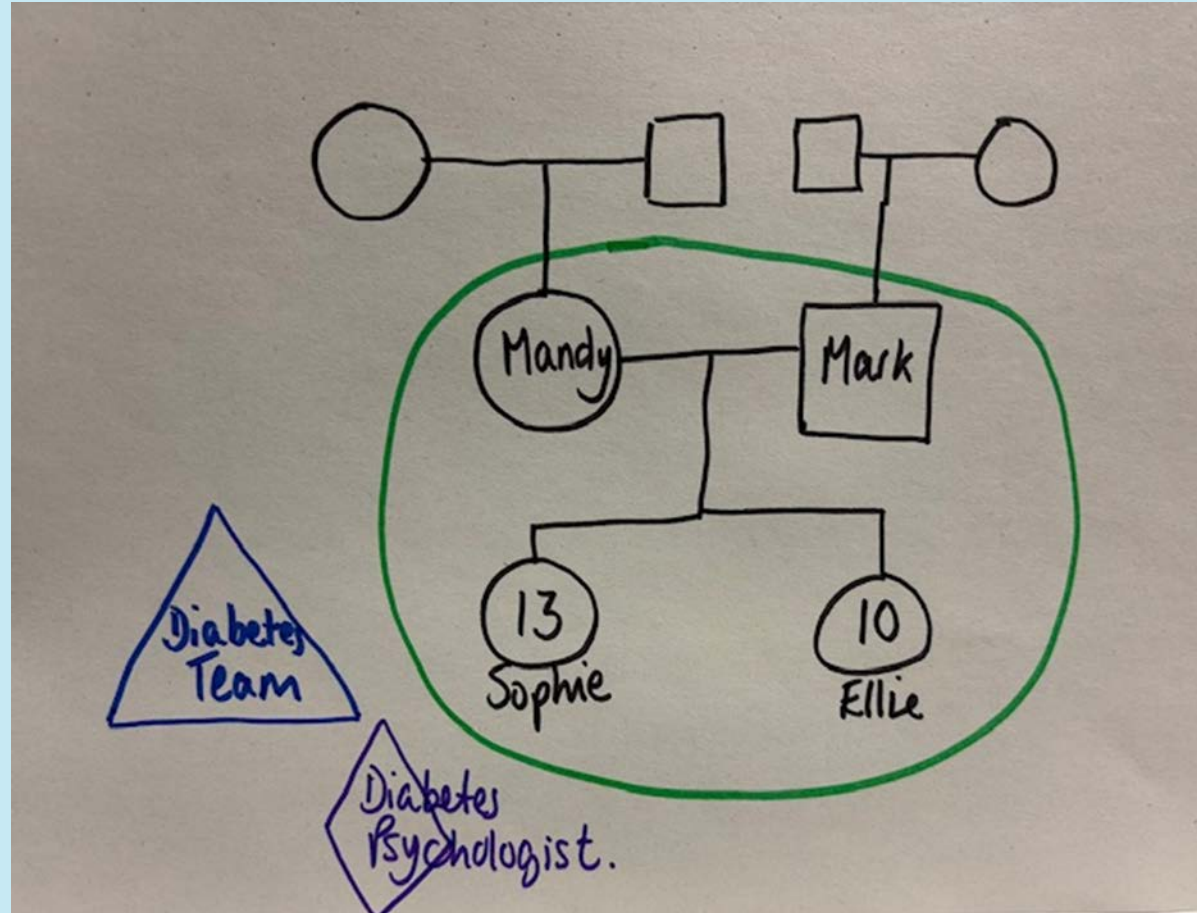 Mandy
Mark
13
Sophie
10
Ellie
Diabetes
Team
Diabetes
Psychologist.